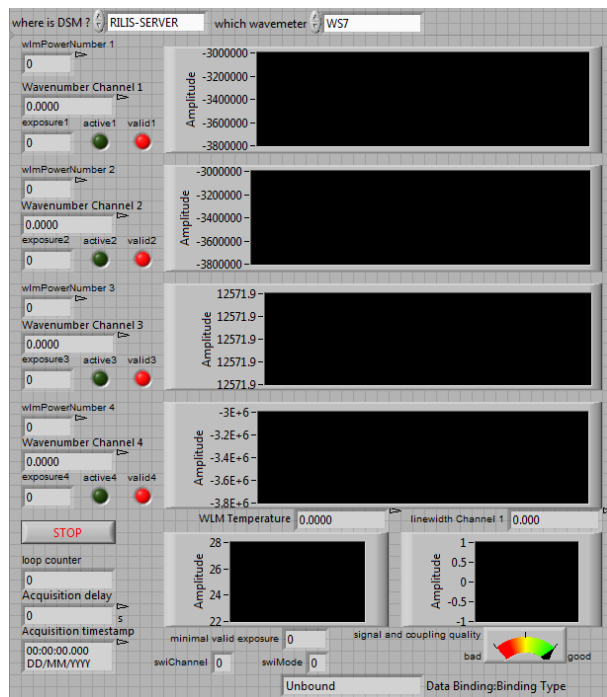 where is DSM ? RILIS-SERVER which wavemeter WS7
wlmPowerNumber 1
0
Wavenumber Channel 1
0.0000
exposure1 active1 valid1
0
Amplitude
-3000000
-3200000
-3400000
-3600000
-3800000
wlmPowerNumber 2
0
Wavenumber Channel 2
0.0000
exposure2 active2 valid2
0
Amplitude
-3000000
-3200000
-3400000
-3600000
-3800000
wlmPowerNumber 3
0
Wavenumber Channel 3
0.0000
exposure3 active3 valid3
0
Amplitude
12571.9
12571.9
12571.9
12571.9
12571.9
wlmPowerNumber 4
0
Wavenumber Channel 4
0.0000
exposure4 active4 valid4
0
Amplitude
-3E+6
-3.2E+6
-3.4E+6
-3.6E+6
-3.8E+6
STOP
WLM Temperature 0.0000
linewidth Channel 1 0.000
loop counter
0
Acquisition delay
0 s
Acquisition timestamp
00:00:00.000
DD/MM/YYYY
Amplitude
28
26
24
22
Amplitude
1
0.5
0
-0.5
-1
minimal valid exposure 0
signal and coupling quality
bad good
swiChannel 0 swiMode 0
Unbound Data Binding:Binding Type